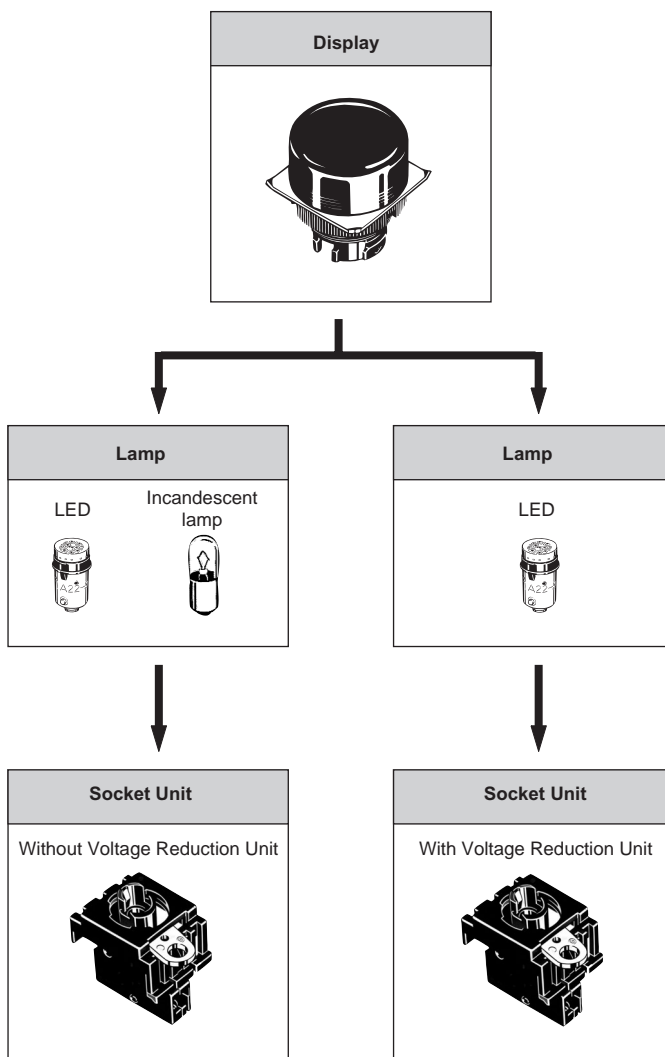 Display
Lamp
LED
Incandescent
lamp
A22-
Lamp
LED
A22-
Socket Unit
Without Voltage Reduction Unit
Socket Unit
With Voltage Reduction Unit